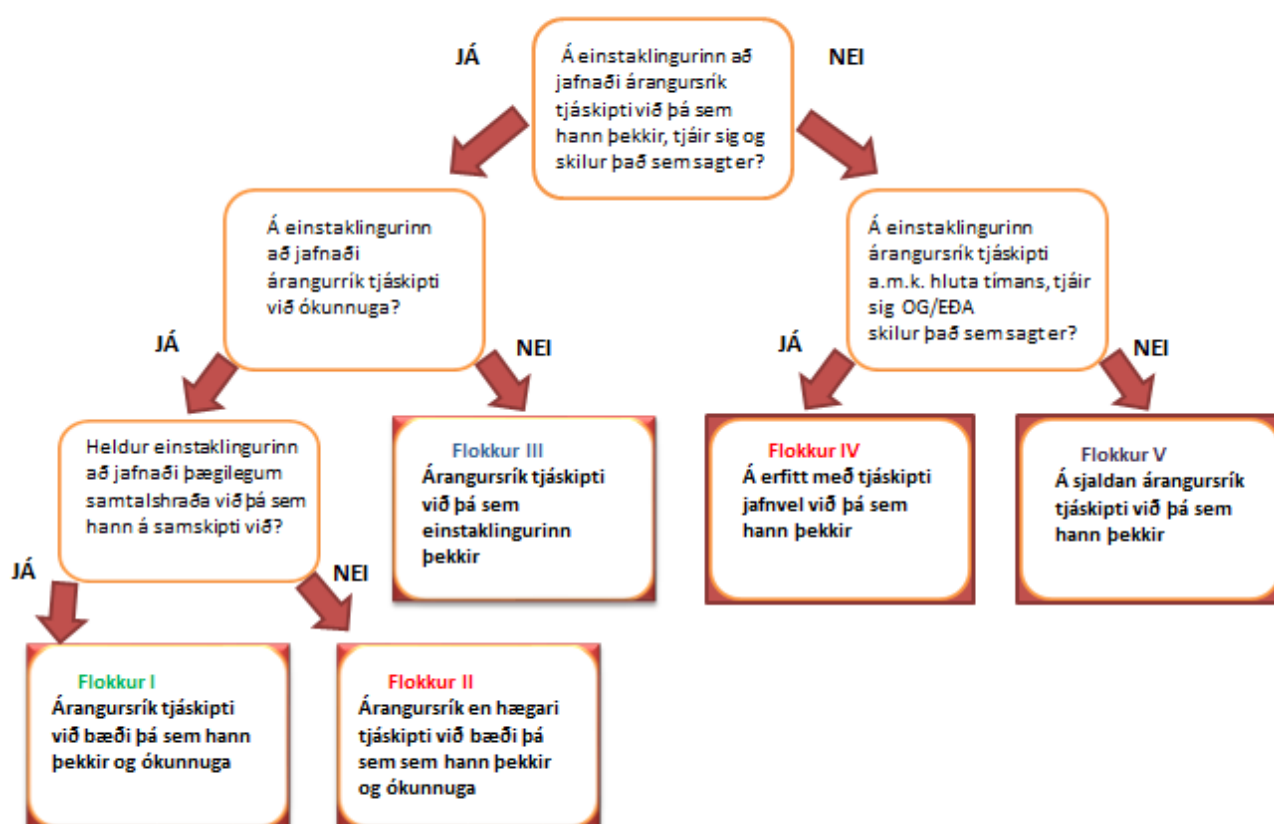 JÁ
NEI
Á einstaklingurinn að
jafnaði árangursrík
tjáskipti við þá sem
hann þekkir, tjáir sig og
skilur það sem sagt er?
Á einstaklingurinn
að jafnaði
árangurrík tjáskipti
við ókunnuga?
Á einstaklingurinn
árangursrík tjáskipti
a.m.k. hluta tímans, tjáir
sig OG/EÐA
skilur það sem sagt er?
JÁ
NEI
JÁ
NEI
Heldur einstaklingurinn
að jafnaði þægilegum
samtalshraða við þá sem
hann á samskipti við?
Flokkur III
Árangursrík tjáskipti
við þá sem
einstaklingurinn
þekkir
Flokkur IV
Á erfitt með tjáskipti
jafnvel við þá sem
hann þekkir
Flokkur V
Á sjaldan árangursrík
tjáskipti við þá sem
hann þekkir
JÁ
NEI
Flokkur I
Árangursrík tjáskipti
við bæði þá sem hann
þekkir og ókunnuga
Flokkur II
Árangursrík en hægari
tjáskipti við bæði þá
sem sem hann þekkir
og ókunnuga